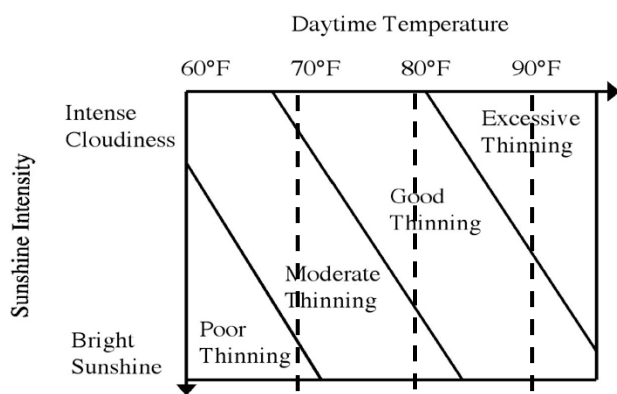 Daytime Temperature
60°F 70°F 80°F 90°F
Intense
Cloudiness
Excessive
Thinning
Sunshine Intensity
Good
Thinning
Moderate
Thinning
Bright
Sunshine
Poor
Thinning